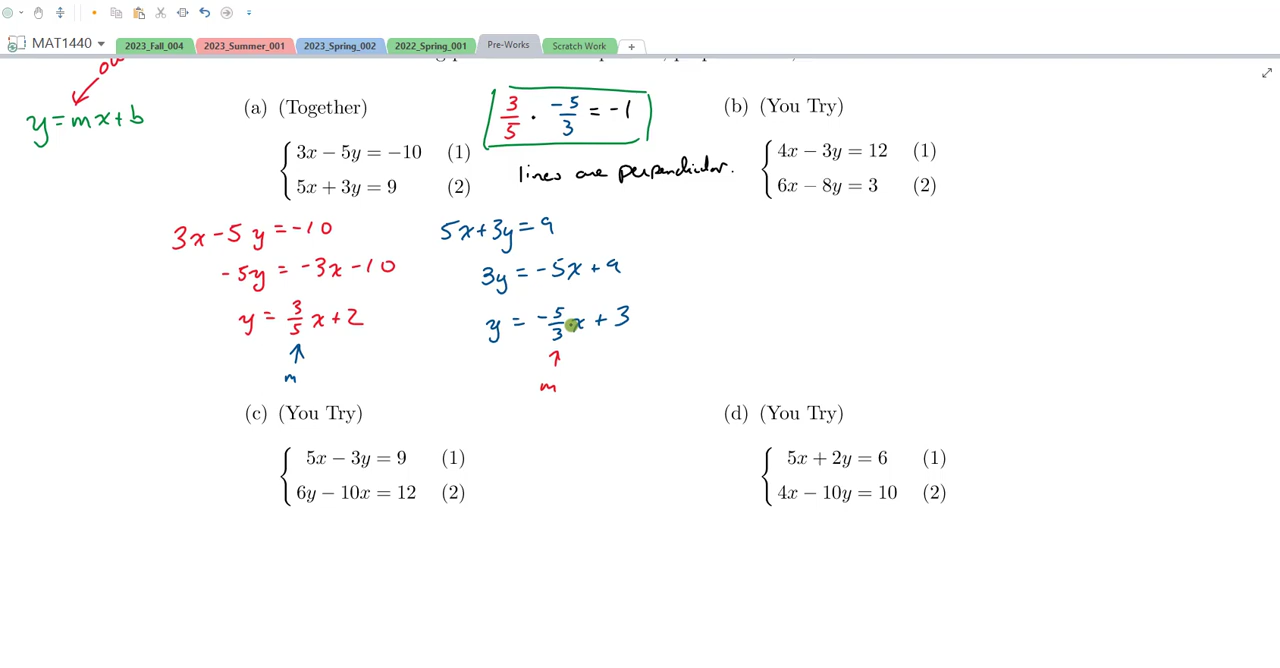 MAT1440
2023_Fall_004
2023_Summer_001
2023_Spring_002
2022_Spring_001
Pre-Works
Scratch Work
+
y = mx + b
(a) (Together)
3/5 · -5/3 = -1
3x − 5y = −10 (1)
5x + 3y = 9 (2)
lines are perpendicular.
3x - 5y = -10
-5y = -3x - 10
y = 3/5 x + 2
m
5x + 3y = 9
3y = -5x + 9
y = -5/3 x + 3
m
(b) (You Try)
4x − 3y = 12 (1)
6x − 8y = 3 (2)
(c) (You Try)
5x − 3y = 9 (1)
6y − 10x = 12 (2)
(d) (You Try)
5x + 2y = 6 (1)
4x − 10y = 10 (2)